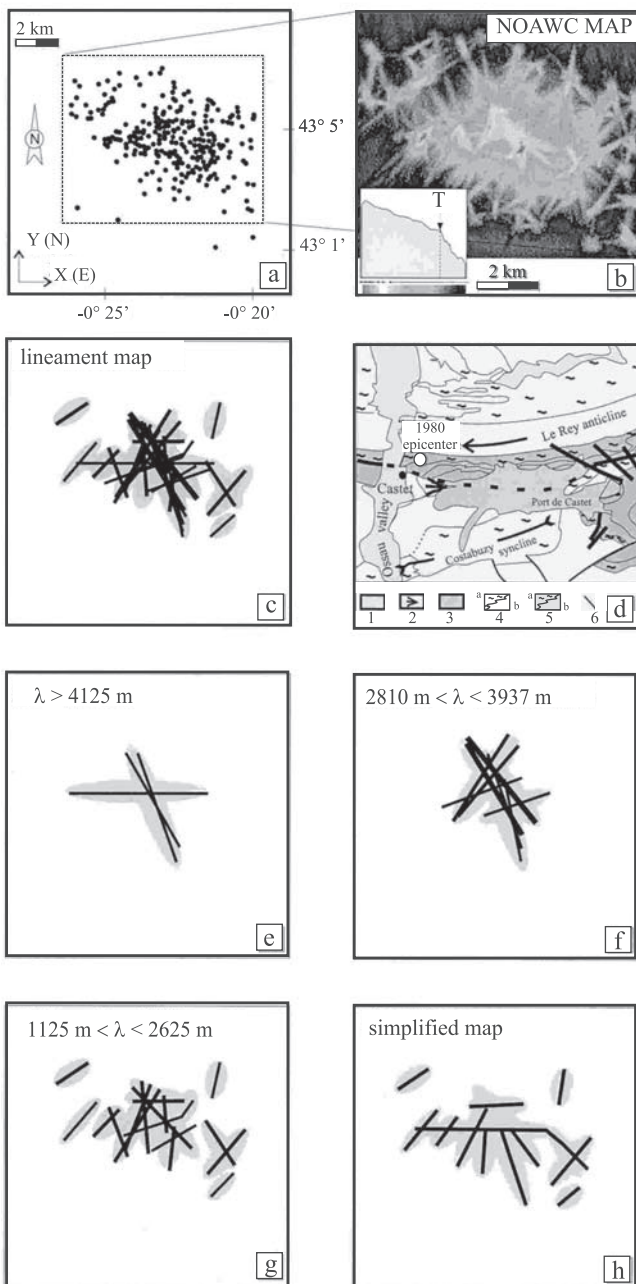 2 km
N
43° 5'
43° 1'
Y (N)
X (E)
a
-0° 25'
-0° 20'
NOAWC MAP
T
2 km
b
lineament map
c
1980
epicenter
Le Rey anticline
Castet
Port de Castet
Ossau valley
Costabuzy syncline
1
2
3
a
b
4
a
b
5
6
d
λ > 4125 m
e
2810 m < λ < 3937 m
f
1125 m < λ < 2625 m
g
simplified map
h